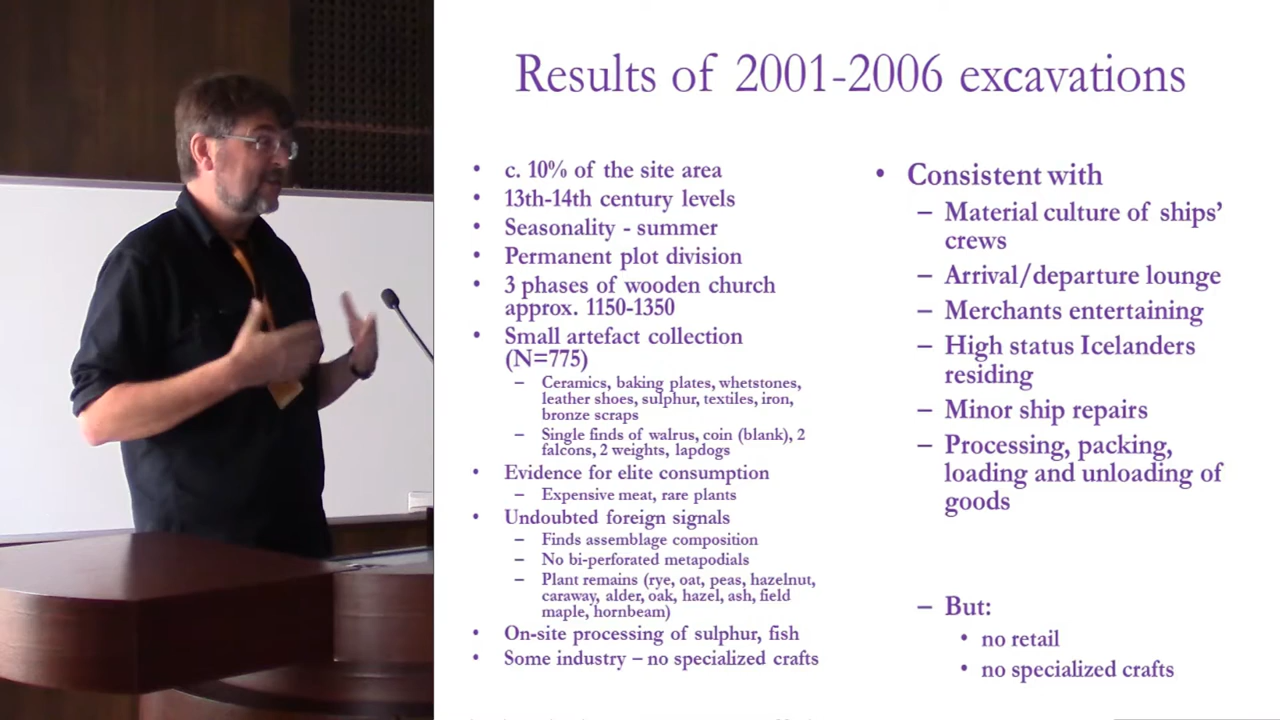 Results of 2001-2006 excavations
• c. 10% of the site area
• 13th-14th century levels
• Seasonality - summer
• Permanent plot division
• 3 phases of wooden church
approx. 1150-1350
• Small artefact collection
(N=775)
– Ceramics, baking plates, whetstones,
leather shoes, sulphur, textiles, iron,
bronze scraps
– Single finds of walrus, coin (blank), 2
falcons, 2 weights, lapdogs
• Evidence for elite consumption
– Expensive meat, rare plants
• Undoubted foreign signals
– Finds assemblage composition
– No bi-perforated metapodials
– Plant remains (rye, oat, peas, hazelnut,
caraway, alder, oak, hazel, ash, field
maple, hornbeam)
• On-site processing of sulphur, fish
• Some industry – no specialized crafts
• Consistent with
– Material culture of ships’
crews
– Arrival/departure lounge
– Merchants entertaining
– High status Icelanders
residing
– Minor ship repairs
– Processing, packing,
loading and unloading of
goods
– But:
• no retail
• no specialized crafts